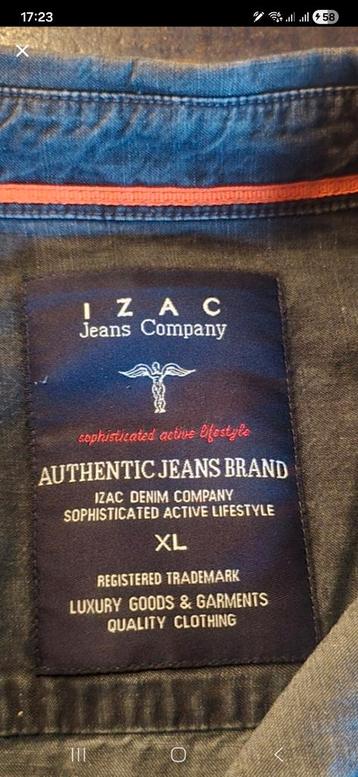 17:23
58
IZAC
Jeans Company
sophisticated active lifestyle
AUTHENTIC JEANS BRAND
IZAC DENIM COMPANY
SOPHISTICATED ACTIVE LIFESTYLE
XL
REGISTERED TRADEMARK
LUXURY GOODS & GARMENTS
QUALITY CLOTHING